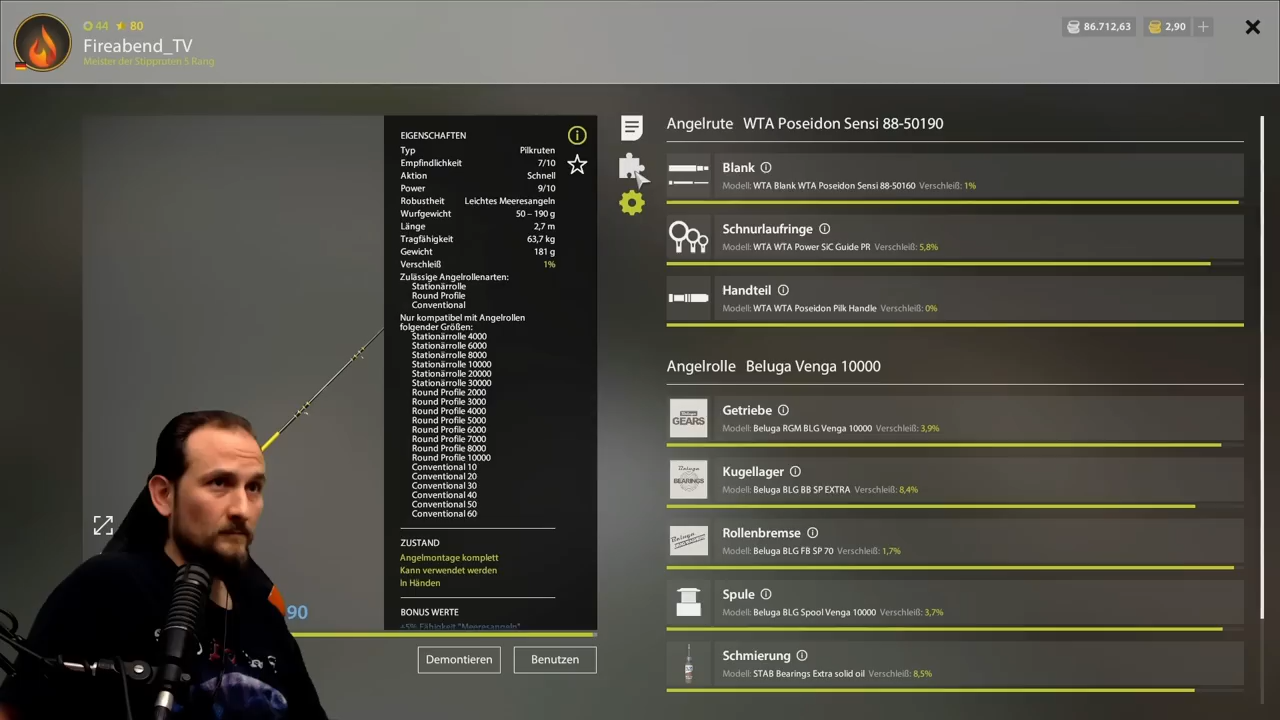 44 80
Fireabend_TV
Meister der Stippruten 5 Rang
86.712,63 2,90 +
EIGENSCHAFTEN
Typ Pilkruten
Empfindlichkeit 7/10
Aktion Schnell
Power 9/10
Robustheit Leichtes Meeresangeln
Wurfgewicht 50 – 190 g
Länge 2,7 m
Tragfähigkeit 63,7 kg
Gewicht 181 g
Verschleiß 1%
Zulässige Angelrollenarten:
Stationärrolle
Round Profile
Conventional
Nur kompatibel mit Angelrollen
folgender Größen:
Stationärrolle 4000
Stationärrolle 6000
Stationärrolle 8000
Stationärrolle 10000
Stationärrolle 20000
Stationärrolle 30000
Round Profile 2000
Round Profile 3000
Round Profile 4000
Round Profile 5000
Round Profile 6000
Round Profile 7000
Round Profile 8000
Round Profile 10000
Conventional 10
Conventional 20
Conventional 30
Conventional 40
Conventional 50
Conventional 60
ZUSTAND
Angelmontage komplett
Kann verwendet werden
In Händen
BONUS WERTE
+5% Fähigkeit "Meeresangeln"
90
Demontieren Benutzen
Angelrute WTA Poseidon Sensi 88-50190
Blank
Modell: WTA Blank WTA Poseidon Sensi 88-50160 Verschleiß: 1%
Schnurlaufringe
Modell: WTA WTA Power SiC Guide PR Verschleiß: 5,8%
Handteil
Modell: WTA WTA Poseidon Pilk Handle Verschleiß: 0%
Angelrolle Beluga Venga 10000
Beluga
GEARS
Getriebe
Modell: Beluga RGM BLG Venga 10000 Verschleiß: 3,9%
Beluga
BEARINGS
Kugellager
Modell: Beluga BLG BB SP EXTRA Verschleiß: 8,4%
Rollenbremse
Modell: Beluga BLG FB SP 70 Verschleiß: 1,7%
Spule
Modell: Beluga BLG Spool Venga 10000 Verschleiß: 3,7%
Schmierung
Modell: STAB Bearings Extra solid oil Verschleiß: 8,5%